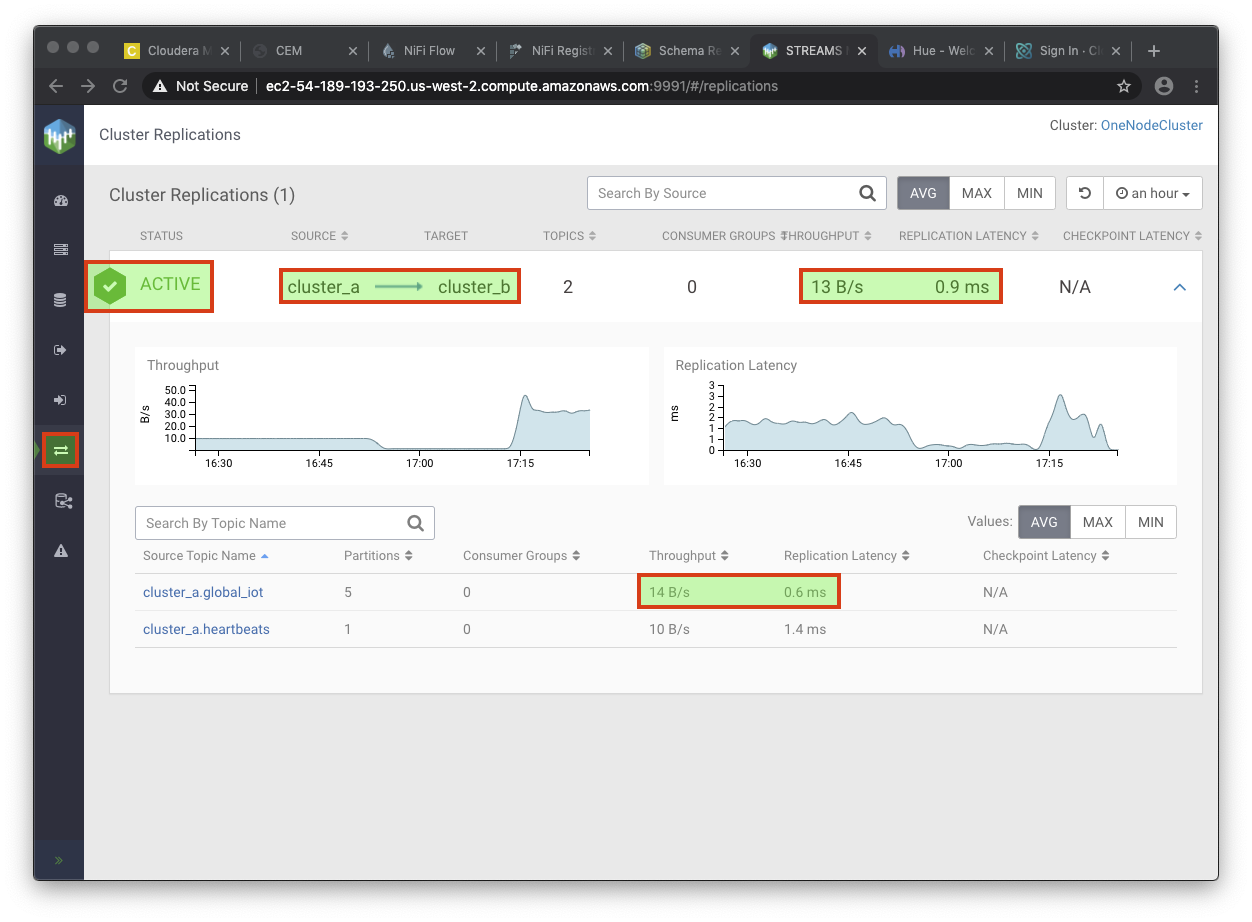 Cloudera M CEM NiFi Flow NiFi Regist Schema Re STREAMS Hue - Welc Sign In · Cl
Not Secure ec2-54-189-193-250.us-west-2.compute.amazonaws.com:9991/#/replications
Cluster Replications Cluster: OneNodeCluster
Cluster Replications (1) Search By Source AVG MAX MIN an hour
STATUS SOURCE TARGET TOPICS CONSUMER GROUPS THROUGHPUT REPLICATION LATENCY CHECKPOINT LATENCY
ACTIVE cluster_a cluster_b 2 0 13 B/s 0.9 ms N/A
Throughput
B/s
50.0
40.0
30.0
20.0
10.0
16:30 16:45 17:00 17:15
Replication Latency
ms
3
3
2
2
1
1
0
16:30 16:45 17:00 17:15
Search By Topic Name Values: AVG MAX MIN
Source Topic Name Partitions Consumer Groups Throughput Replication Latency Checkpoint Latency
cluster_a.global_iot 5 0 14 B/s 0.6 ms N/A
cluster_a.heartbeats 1 0 10 B/s 1.4 ms N/A